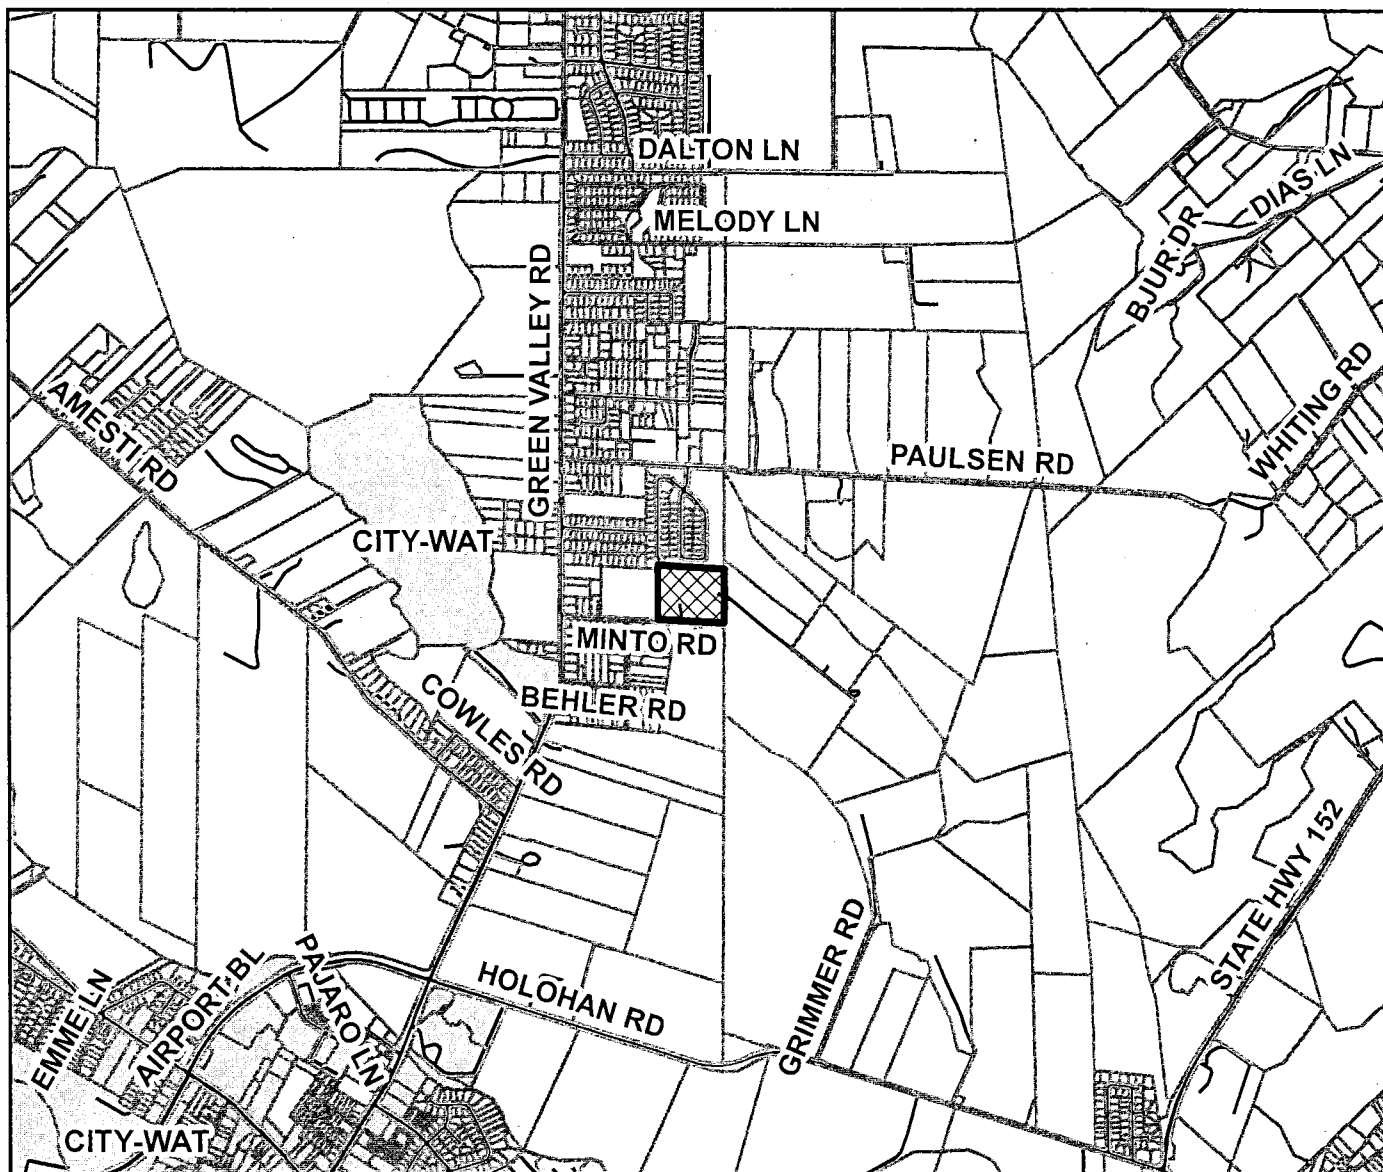 DALTON LN
MELODY LN
DIAS LN
BJUR DR
GREEN VALLEY RD
WHITING RD
AMESTI RD
PAULSEN RD
CITY-WAT
MINTO RD
COWLES RD
BEHLER RD
STATE HWY 152
GRIMMER RD
HOLOHAN RD
PAJARO LN
AIRPORT BL
EMME LN
CITY-WAT